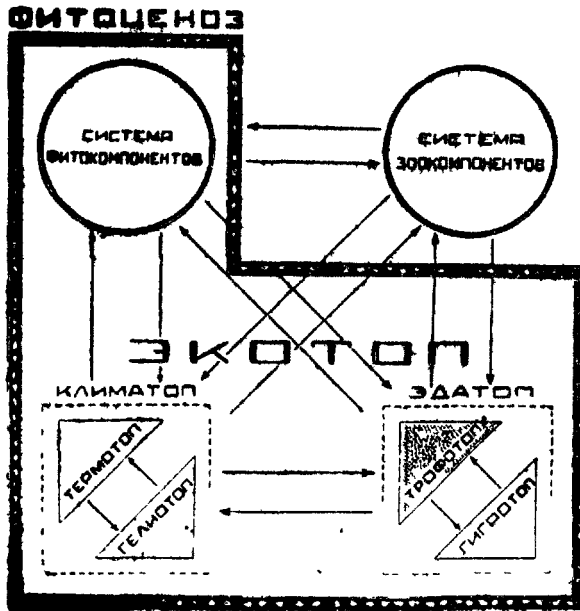 ФИТОЦЕНОЗ
СИСТЕМА
ФИТОКОМПОНЕНТОВ
СИСТЕМА
ЗООКОМПОНЕНТОВ
ЭКОТОП
КЛИМАТОП
ЭДАТОП
ТЕРМОТОП
ГЕЛИОТОП
ТРОФОТОП
ГИГРОТОП